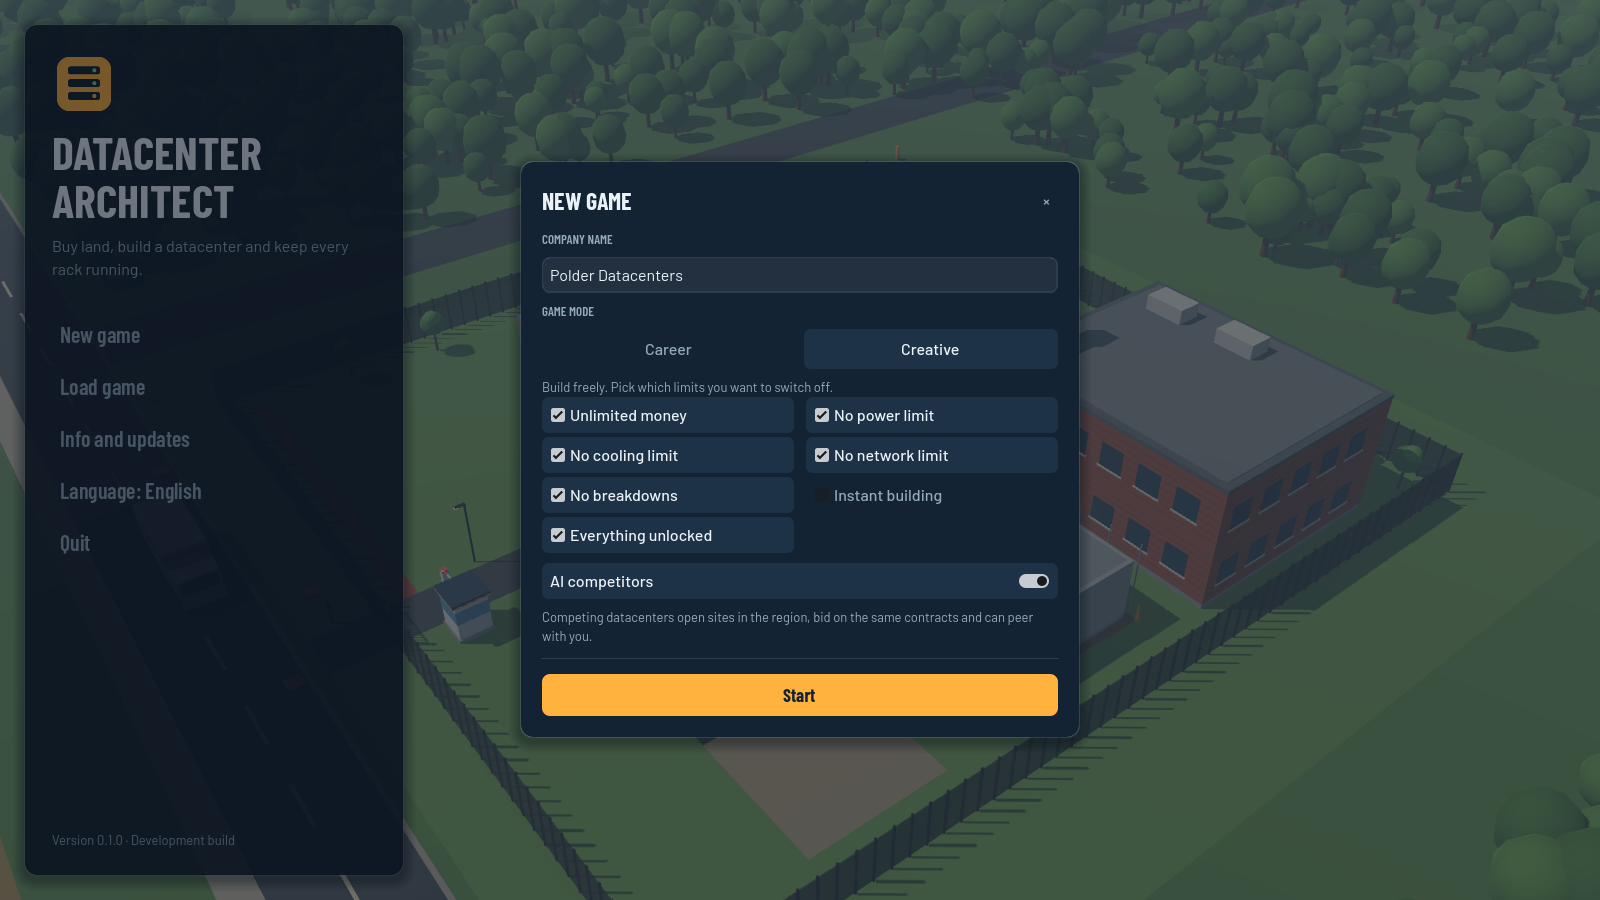 DATACENTER
ARCHITECT
Buy land, build a datacenter and keep every
rack running.
New game
Load game
Info and updates
Language: English
Quit
Version 0.1.0 · Development build
NEW GAME
×
COMPANY NAME
Polder Datacenters
GAME MODE
Career
Creative
Build freely. Pick which limits you want to switch off.
Unlimited money
No power limit
No cooling limit
No network limit
No breakdowns
Instant building
Everything unlocked
AI competitors
Competing datacenters open sites in the region, bid on the same contracts and can peer
with you.
Start